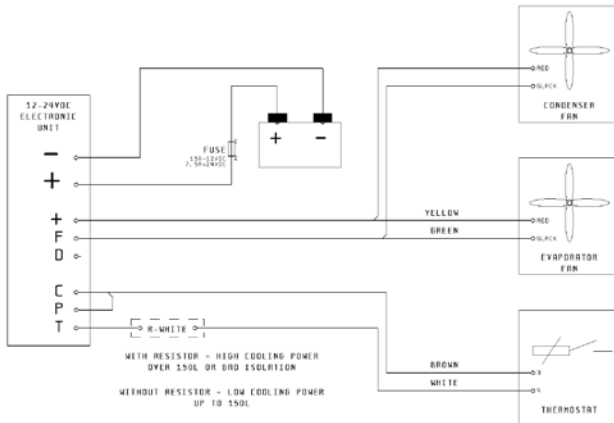 12-24VDC
ELECTRONIC
UNIT
-
+
+
F
D
C
P
T
FUSE
15A-12VDC
7.5A-24VDC
+ -
RED
BLACK
CONDENSER
FAN
YELLOW
GREEN
RED
BLACK
EVAPORATOR
FAN
R-WHITE
WITH RESISTOR - HIGH COOLING POWER
OVER 150L OR BAD ISOLATION
WITHOUT RESISTOR - LOW COOLING POWER
UP TO 150L
BROWN
WHITE
THERMOSTAT